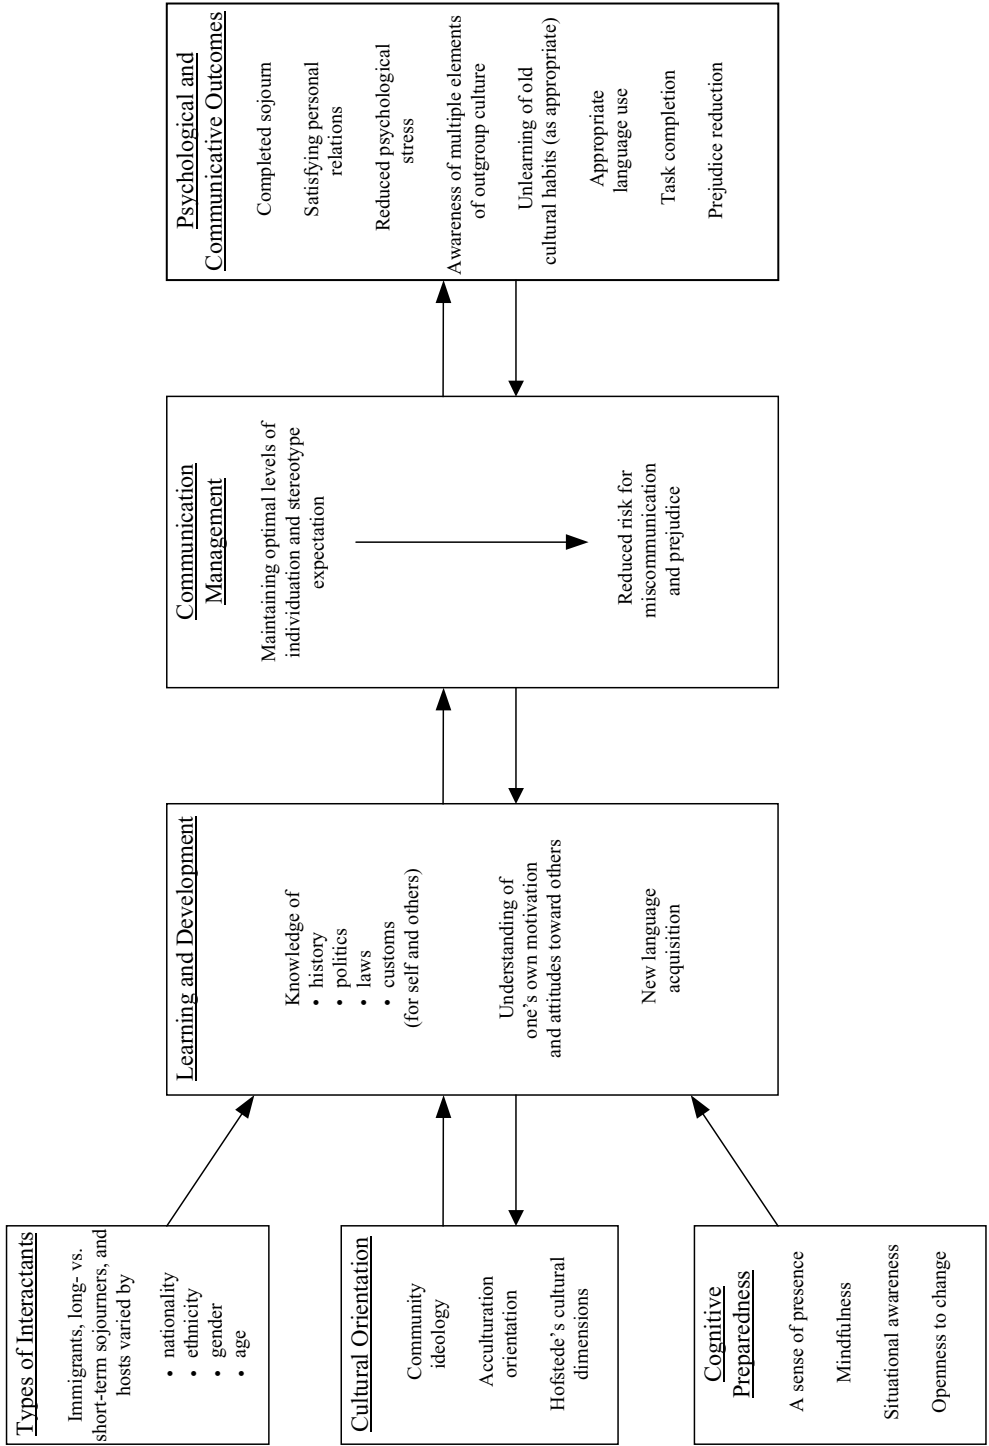 Types of Interactants
Immigrants, long- vs.
short-term sojourners, and
hosts varied by
• nationality
• ethnicity
• gender
• age
Cultural Orientation
Community
ideology
Acculturation
orientation
Hofstede's cultural
dimensions
Cognitive
Preparedness
A sense of presence
Mindfulness
Situational awareness
Openness to change
Learning and Development
Knowledge of
• history
• politics
• laws
• customs
(for self and others)
Understanding of
one's own motivation
and attitudes toward others
New language
acquisition
Communication
Management
Maintaining optimal levels of
individuation and stereotype
expectation
Reduced risk for
miscommunication
and prejudice
Psychological and
Communicative Outcomes
Completed sojourn
Satisfying personal
relations
Reduced psychological
stress
Awareness of multiple elements
of outgroup culture
Unlearning of old
cultural habits (as appropriate)
Appropriate
language use
Task completion
Prejudice reduction